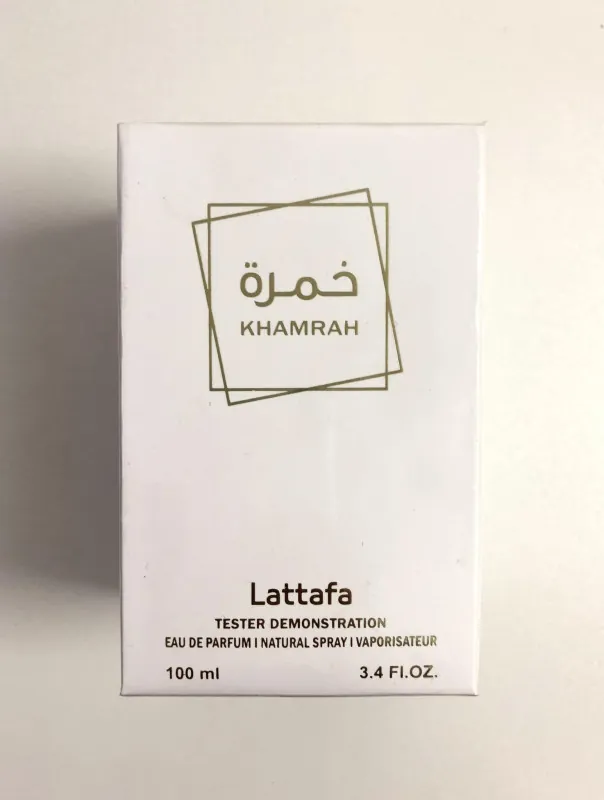 خمرة
KHAMRAH
Lattafa
TESTER DEMONSTRATION
EAU DE PARFUM I NATURAL SPRAY I VAPORISATEUR
100 ml 3.4 Fl.OZ.